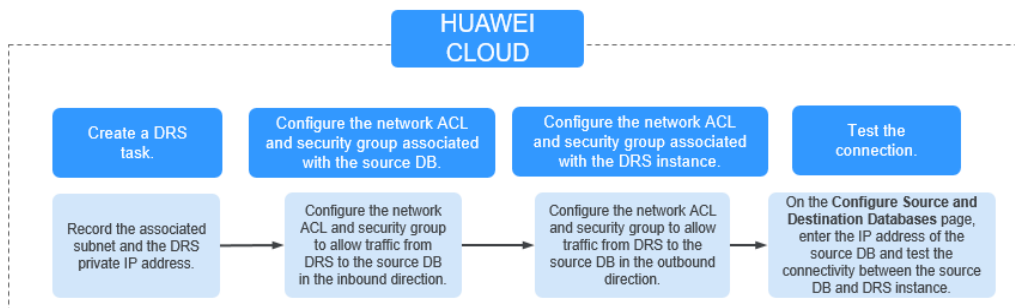 HUAWEI
CLOUD
Create a DRS
task.
Configure the network ACL
and security group associated
with the source DB.
Configure the network ACL
and security group associated
with the DRS instance.
Test the
connection.
Record the associated
subnet and the DRS
private IP address.
Configure the network
ACL and security group
to allow traffic from
DRS to the source DB
in the inbound direction.
Configure the network ACL
and security group to allow
traffic from DRS to the
source DB in the outbound
direction.
On the Configure Source and
Destination Databases page,
enter the IP address of the
source DB and test the
connectivity between the source
DB and DRS instance.